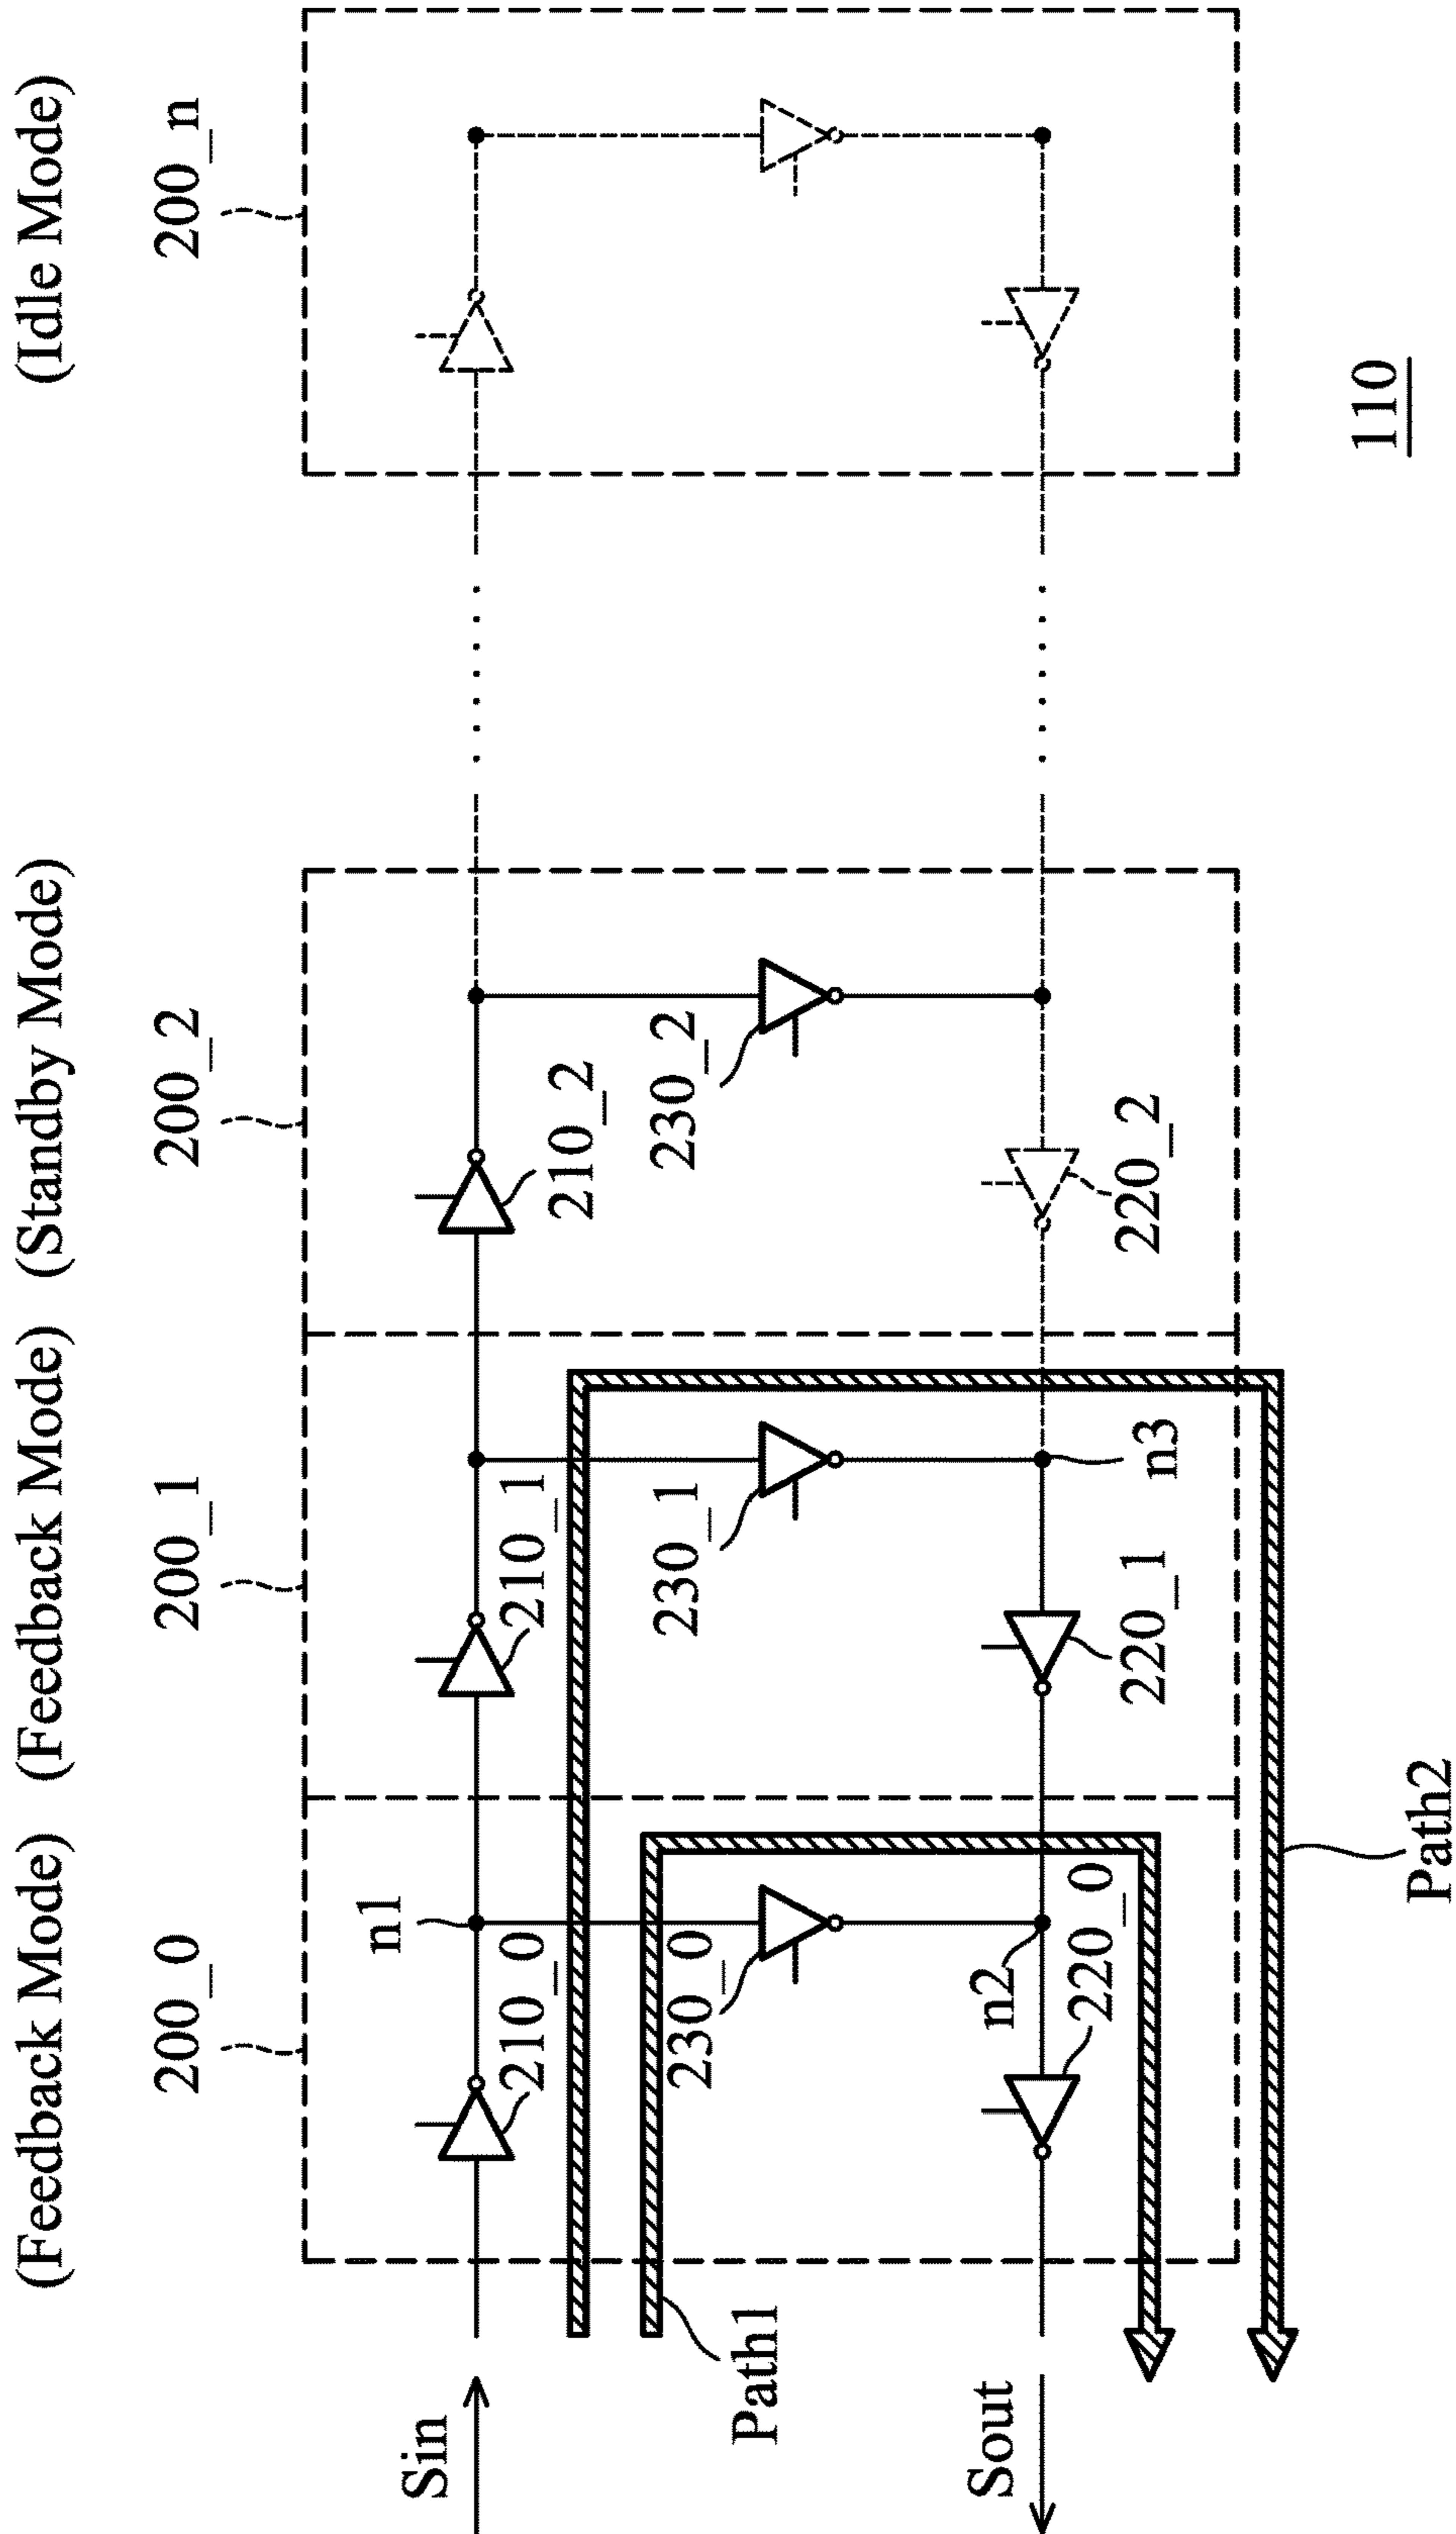 (Feedback Mode) (Feedback Mode) (Standby Mode) (Idle Mode)
200_0 200_1 200_2 200_n
n1
Sin
210_0 210_1 210_2
230_0 230_1 230_2
Path1
n2 n3
Sout
220_0 220_1 220_2
Path2
110